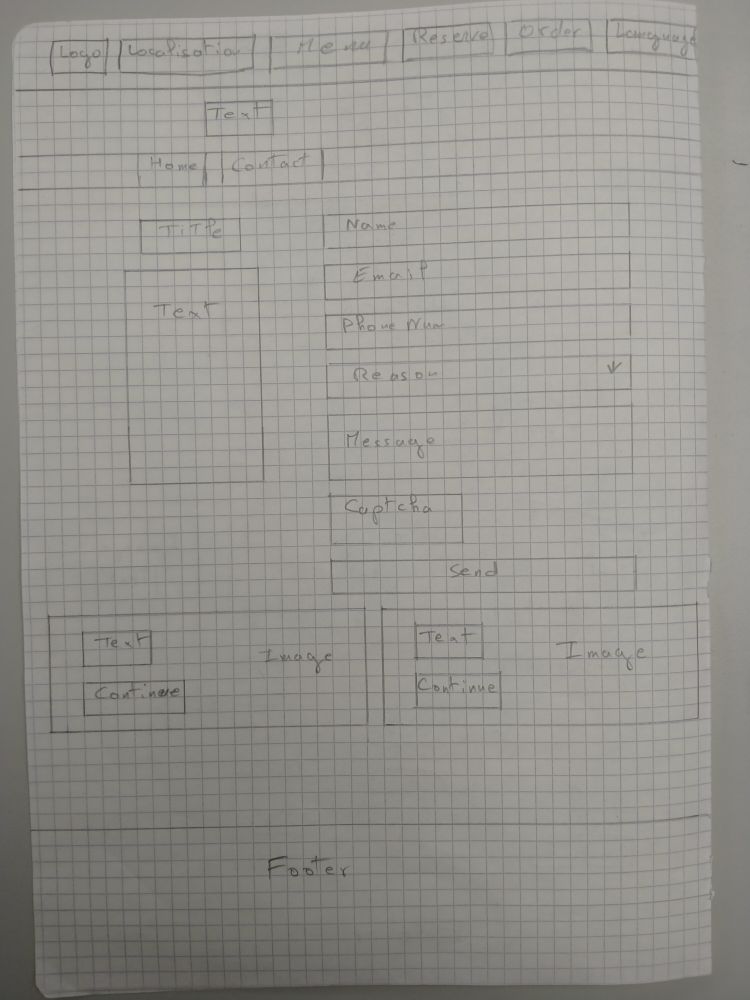 Logo Localisation Menu Reserve Order Language
Text
Home Contact
Title
Name
Email
Text
Phone Num
Reason
Message
Captcha
Send
Text
Image
Continue
Text
Image
Continue
Footer